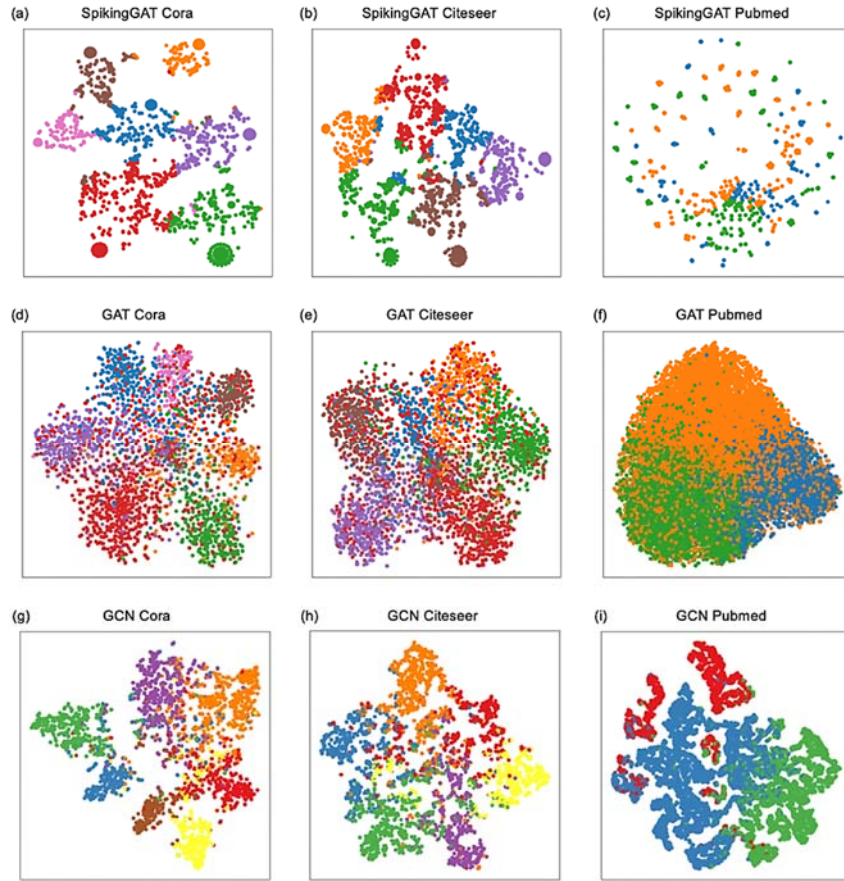 (a) SpikingGAT Cora
(b) SpikingGAT Citeseer
(c) SpikingGAT Pubmed
(d) GAT Cora
(e) GAT Citeseer
(f) GAT Pubmed
(g) GCN Cora
(h) GCN Citeseer
(i) GCN Pubmed